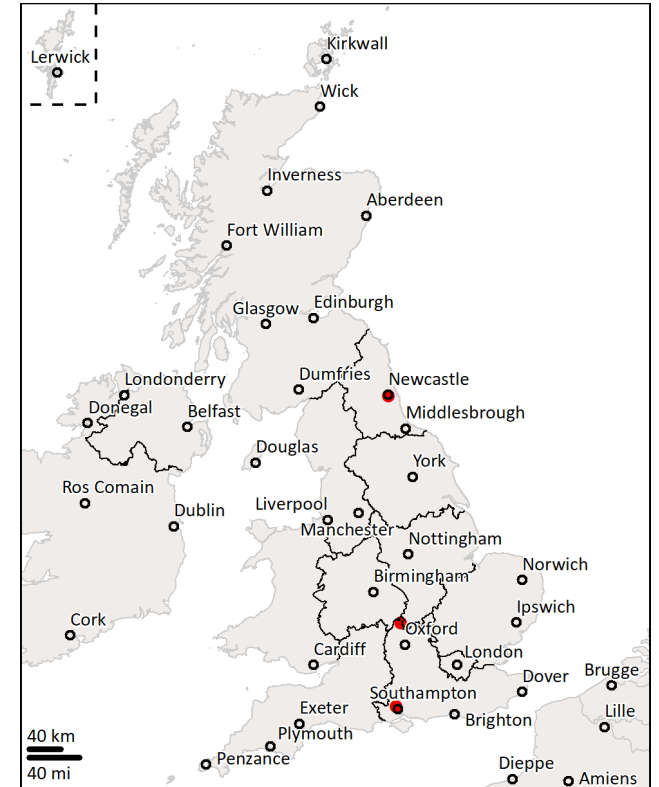 Kirkwall
Lerwick
Wick
Inverness
Aberdeen
Fort William
Edinburgh
Glasgow
Dumfries
Newcastle
Londonderry
Donegal
Belfast
Middlesbrough
Douglas
York
Ros Comain
Liverpool
Dublin
Manchester
Nottingham
Norwich
Birmingham
Ipswich
Cork
Oxford
Cardiff
London
Brugge
Dover
Southampton
Exeter
Lille
Brighton
Plymouth
40 km
Penzance
Dieppe
40 mi
Amiens